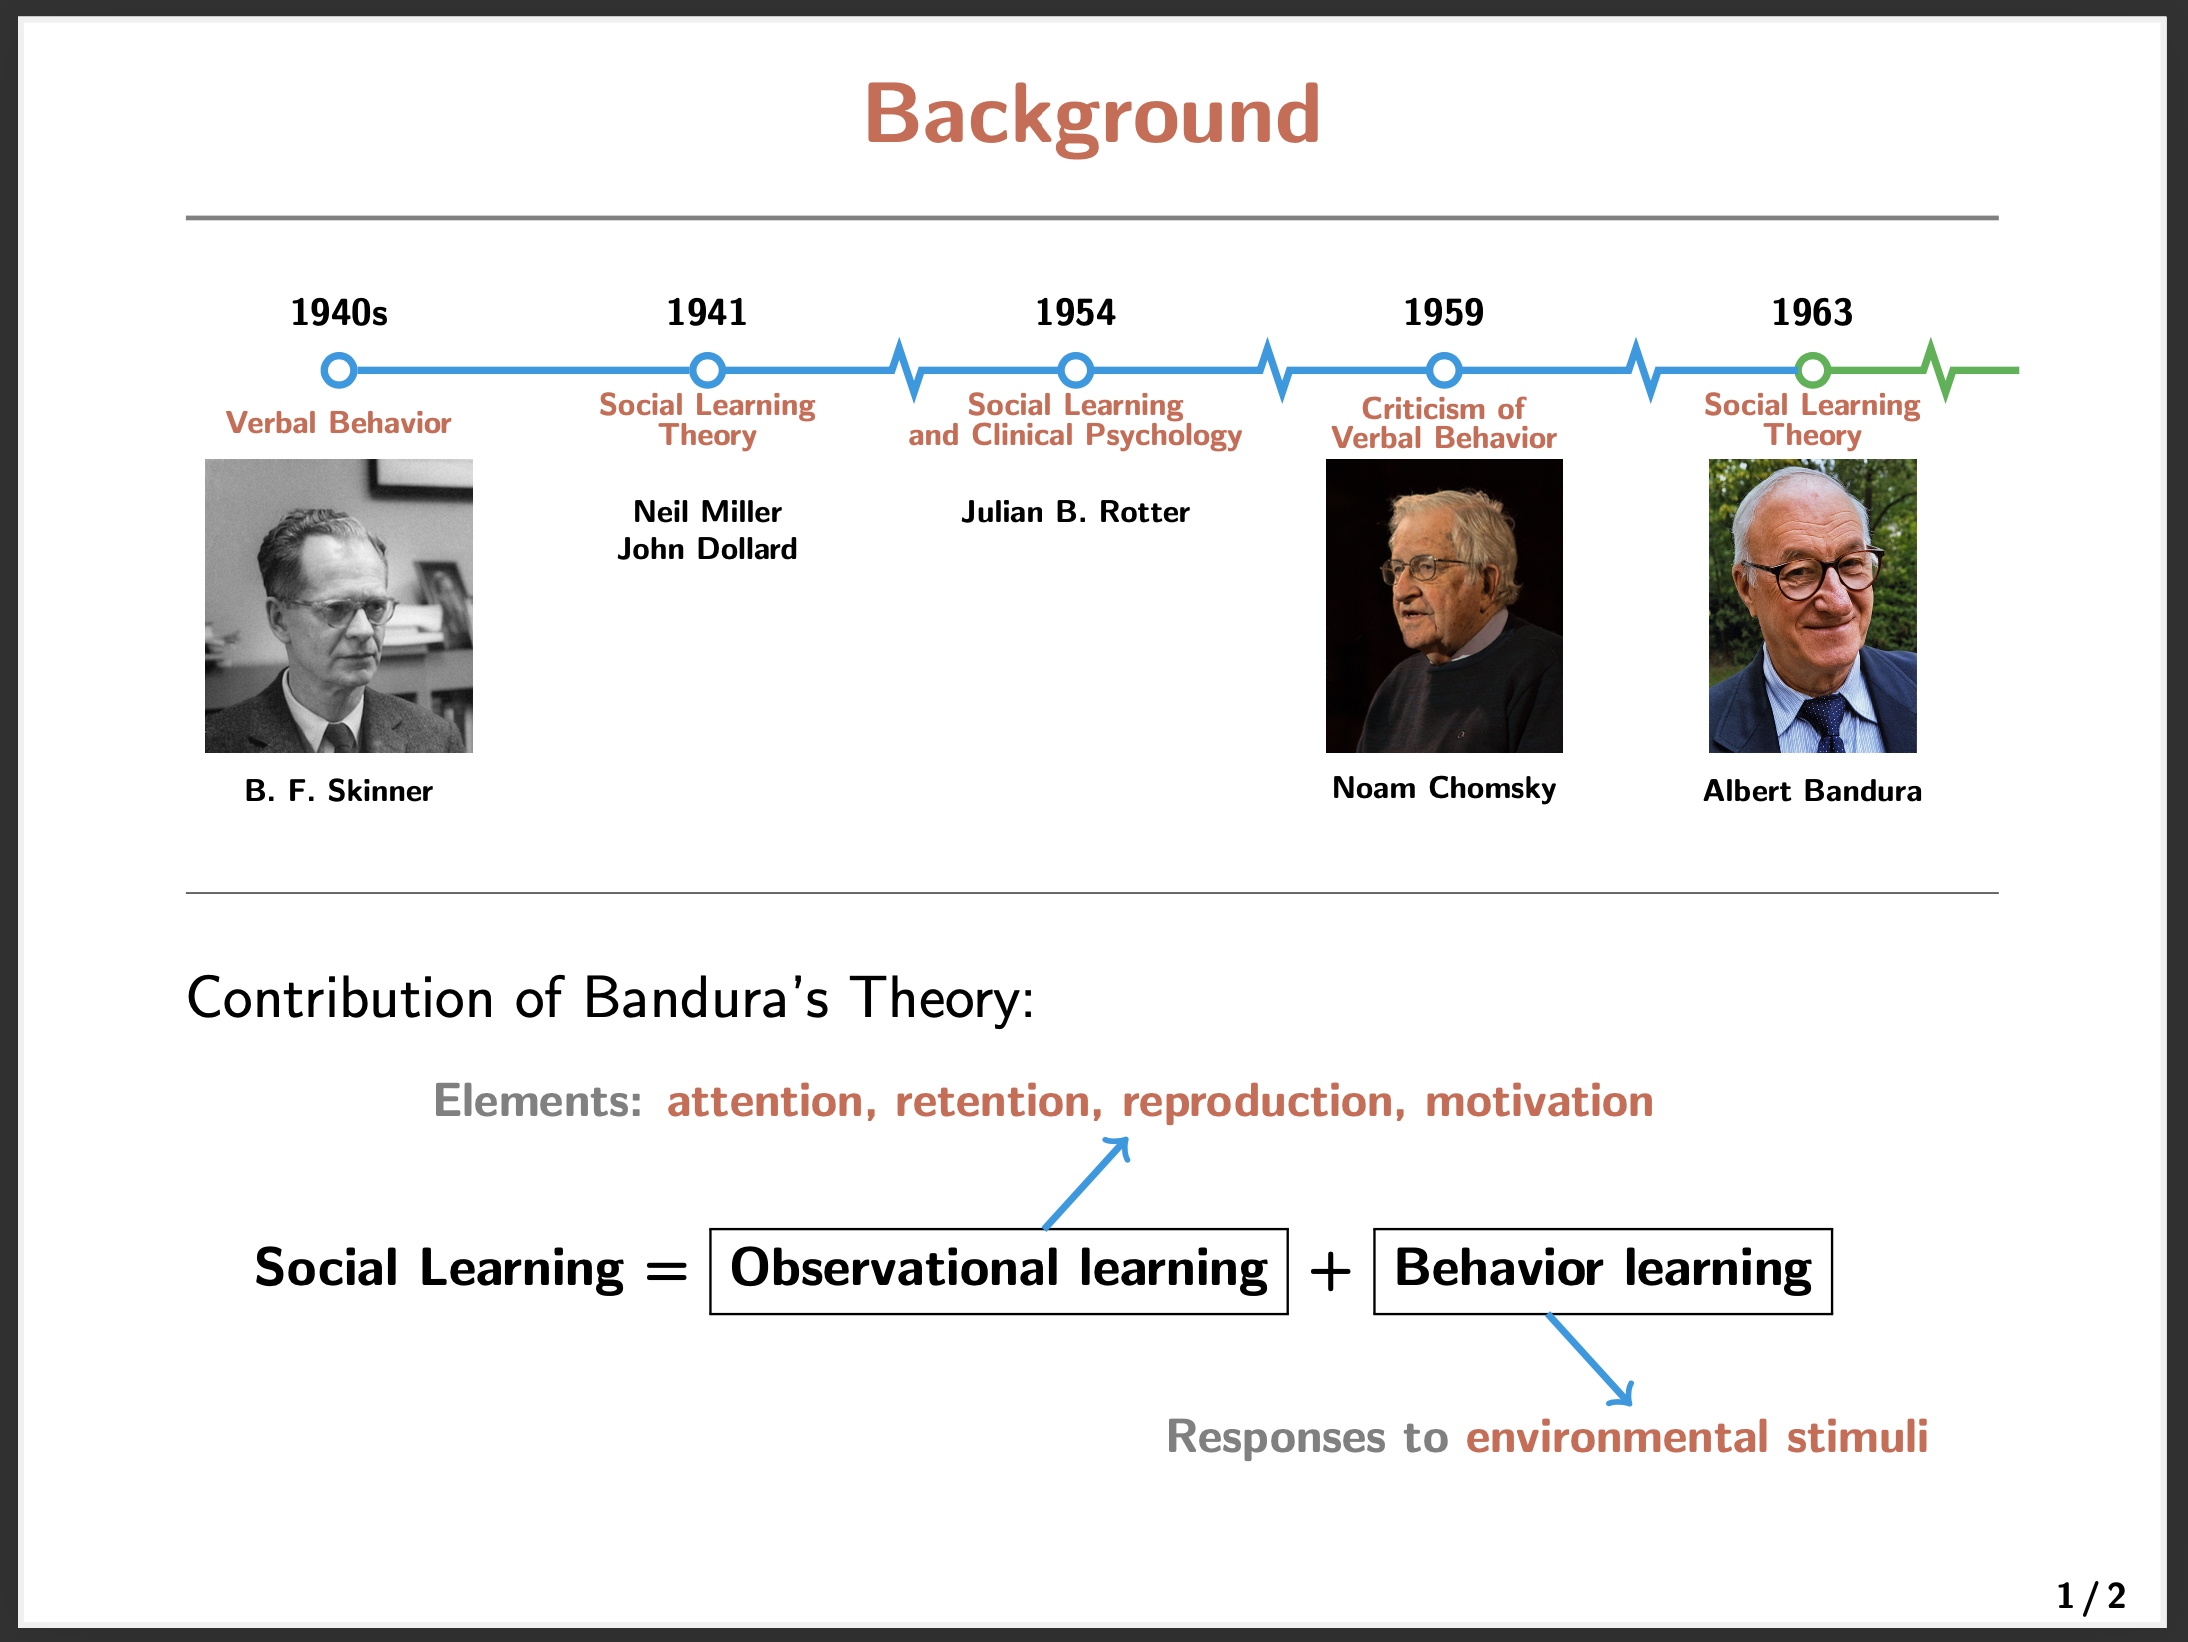 Background
1940s
1941
1954
1959
1963
Verbal Behavior
Social Learning
Theory
Social Learning
and Clinical Psychology
Criticism of
Verbal Behavior
Social Learning
Theory
Neil Miller
John Dollard
Julian B. Rotter
B. F. Skinner
Noam Chomsky
Albert Bandura
Contribution of Bandura's Theory:
Elements: attention, retention, reproduction, motivation
Social Learning = Observational learning + Behavior learning
Responses to environmental stimuli
1 / 2